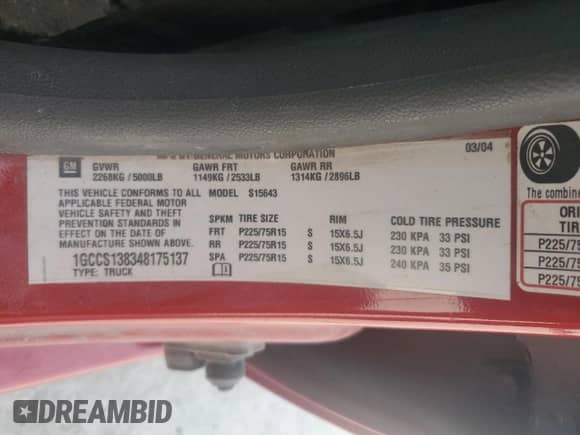 GENERAL MOTORS CORPORATION 03/04
GM GVWR GAWR FRT GAWR RR
2268KG / 5000LB 1149KG / 2533LB 1314KG / 2896LB
THIS VEHICLE CONFORMS TO ALL MODEL S15643
APPLICABLE FEDERAL MOTOR
VEHICLE SAFETY AND THEFT
PREVENTION STANDARDS IN
EFFECT ON THE DATE OF
MANUFACTURE SHOWN ABOVE.
1GCCS138348175137
TYPE: TRUCK
SPKM TIRE SIZE RIM COLD TIRE PRESSURE
FRT P225/75R15 S 15X6.5J 230 KPA 33 PSI
RR P225/75R15 S 15X6.5J 230 KPA 33 PSI
SPA P225/75R15 S 15X6.5J 240 KPA 35 PSI
The combine
ORI
TIR
P225/75
P225/75
DREAMBID